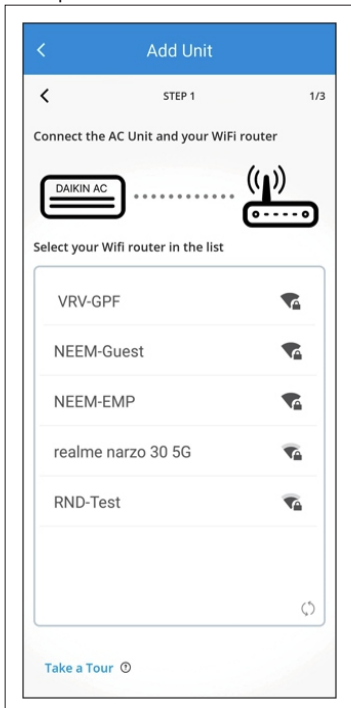 Add Unit
STEP 1 1/3
Connect the AC Unit and your WiFi router
DAIKIN AC
Select your Wifi router in the list
VRV-GPF
NEEM-Guest
NEEM-EMP
realme narzo 30 5G
RND-Test
Take a Tour